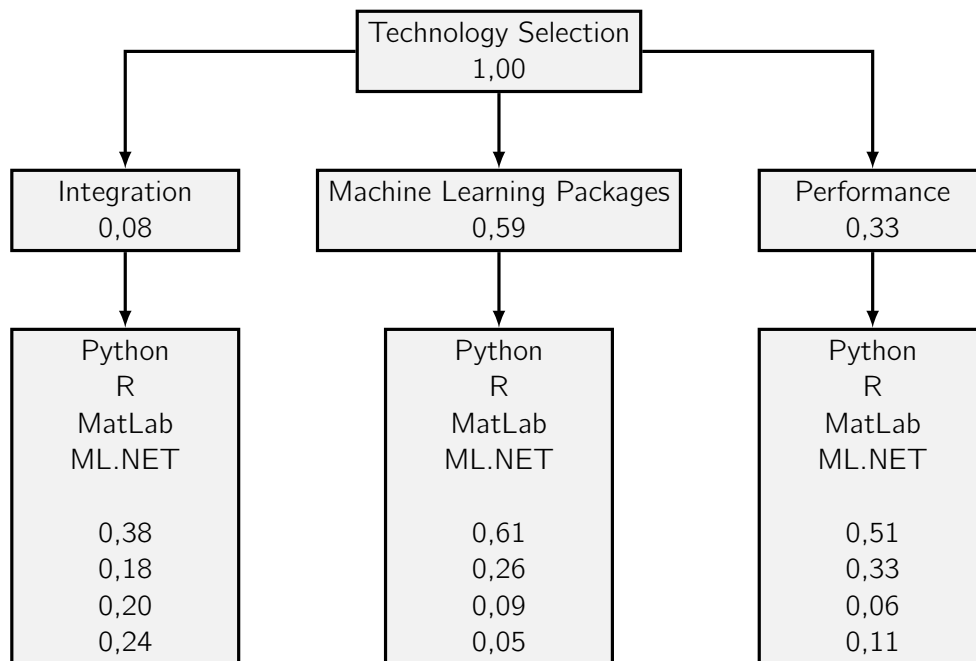 Technology Selection
1,00
Integration
0,08
Machine Learning Packages
0,59
Performance
0,33
Python
R
MatLab
ML.NET
0,38
0,18
0,20
0,24
Python
R
MatLab
ML.NET
0,61
0,26
0,09
0,05
Python
R
MatLab
ML.NET
0,51
0,33
0,06
0,11